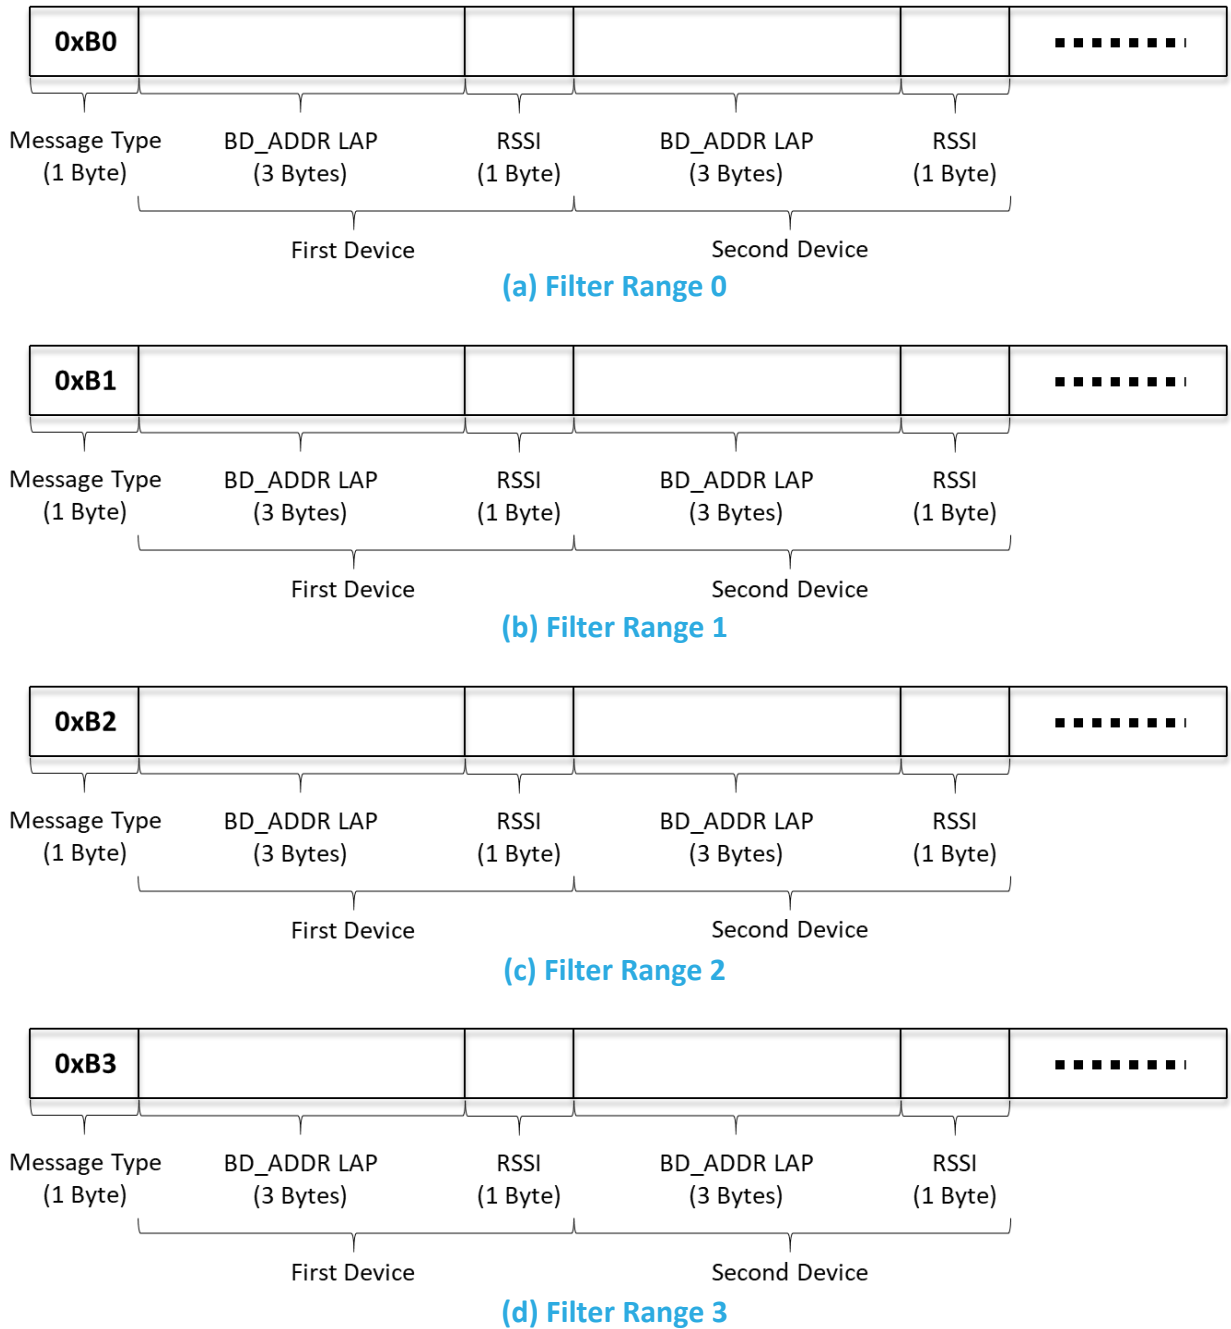 0xB0
Message Type BD_ADDR LAP RSSI BD_ADDR LAP RSSI
(1 Byte) (3 Bytes) (1 Byte) (3 Bytes) (1 Byte)
First Device Second Device
(a) Filter Range 0
0xB1
Message Type BD_ADDR LAP RSSI BD_ADDR LAP RSSI
(1 Byte) (3 Bytes) (1 Byte) (3 Bytes) (1 Byte)
First Device Second Device
(b) Filter Range 1
0xB2
Message Type BD_ADDR LAP RSSI BD_ADDR LAP RSSI
(1 Byte) (3 Bytes) (1 Byte) (3 Bytes) (1 Byte)
First Device Second Device
(c) Filter Range 2
0xB3
Message Type BD_ADDR LAP RSSI BD_ADDR LAP RSSI
(1 Byte) (3 Bytes) (1 Byte) (3 Bytes) (1 Byte)
First Device Second Device
(d) Filter Range 3